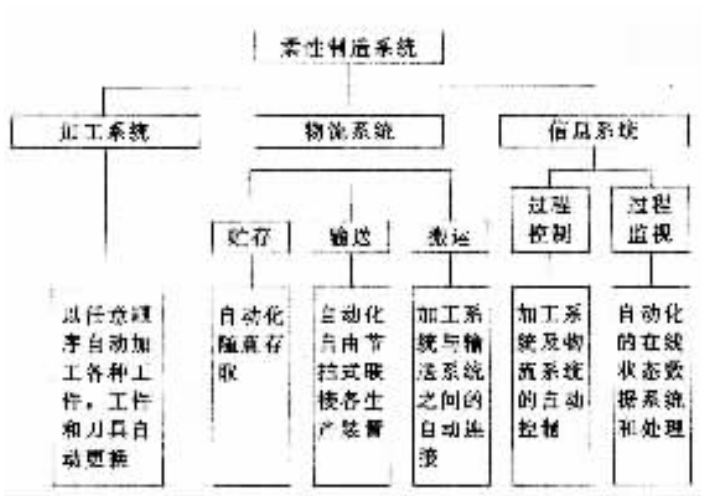 柔性制造系统
加工系统
物流系统
信息系统
贮存
输送
搬运
过程
控制
过程
监视
以任意顺
序自动加
工各种工
件，工件
和刀具自
动更换
自动化
随意存
取
自动化
自由节
拍式联
接各生
产装置
加工系
统与输
送系统
之间的
自动连
接
加工系
统及物
流系统
的自动
控制
自动化
的在线
状态数
据系统
和处理